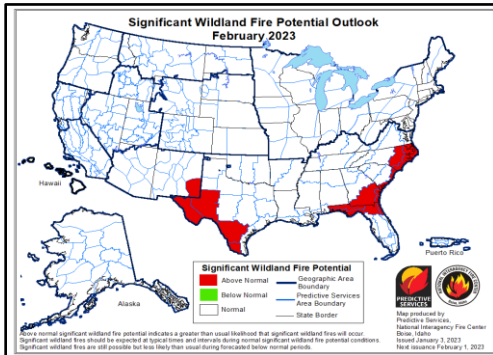 Significant Wildland Fire Potential Outlook
February 2023
Hawaii
Alaska
Puerto Rico
Significant Wildland Fire Potential
Above Normal
Below Normal
Normal
Geographic Area
Boundary
Predictive Services
Area Boundary
State Border
PREDICTIVE
SERVICES
Map produced by
Predictive Services,
National Interagency Fire Center
Boise, Idaho
Issued January 3, 2023
Next issuance February 1, 2023
Above normal significant wildland fire potential indicates a greater than usual likelihood that significant wildland fires will occur.
Significant wildland fires should be expected at typical times and intervals during normal significant wildland fire potential conditions.
Significant wildland fires are still possible but less likely than usual during forecasted below normal periods.